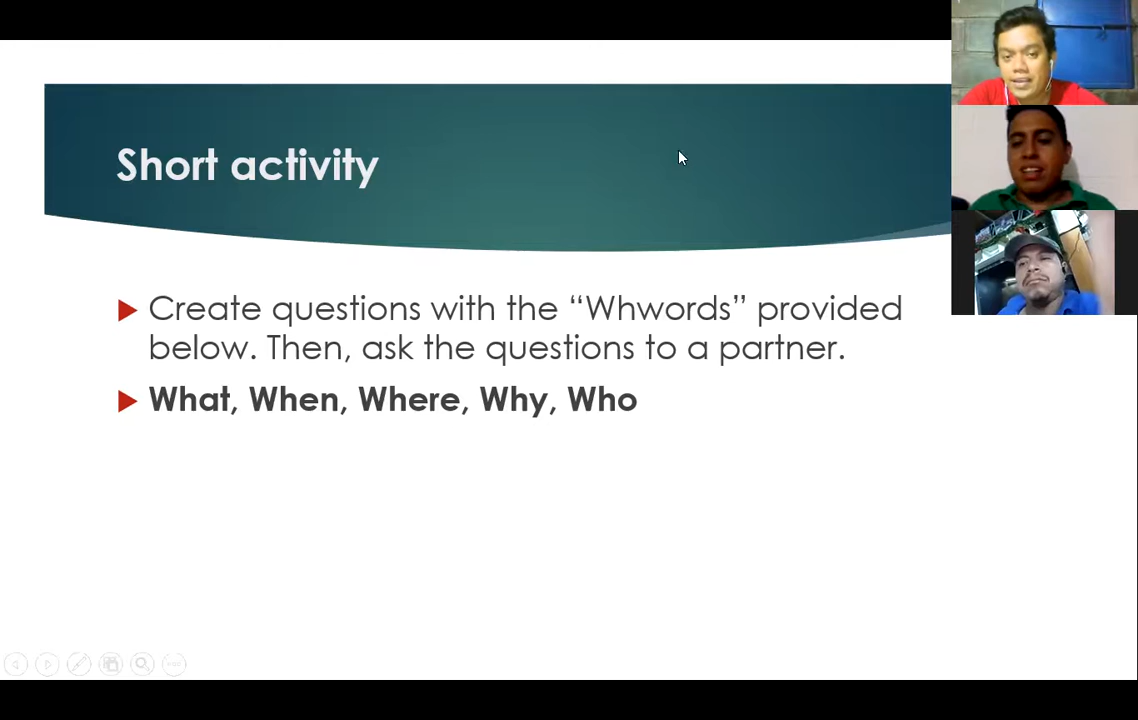 Short activity
Create questions with the “Whwords” provided
below. Then, ask the questions to a partner.
What, When, Where, Why, Who